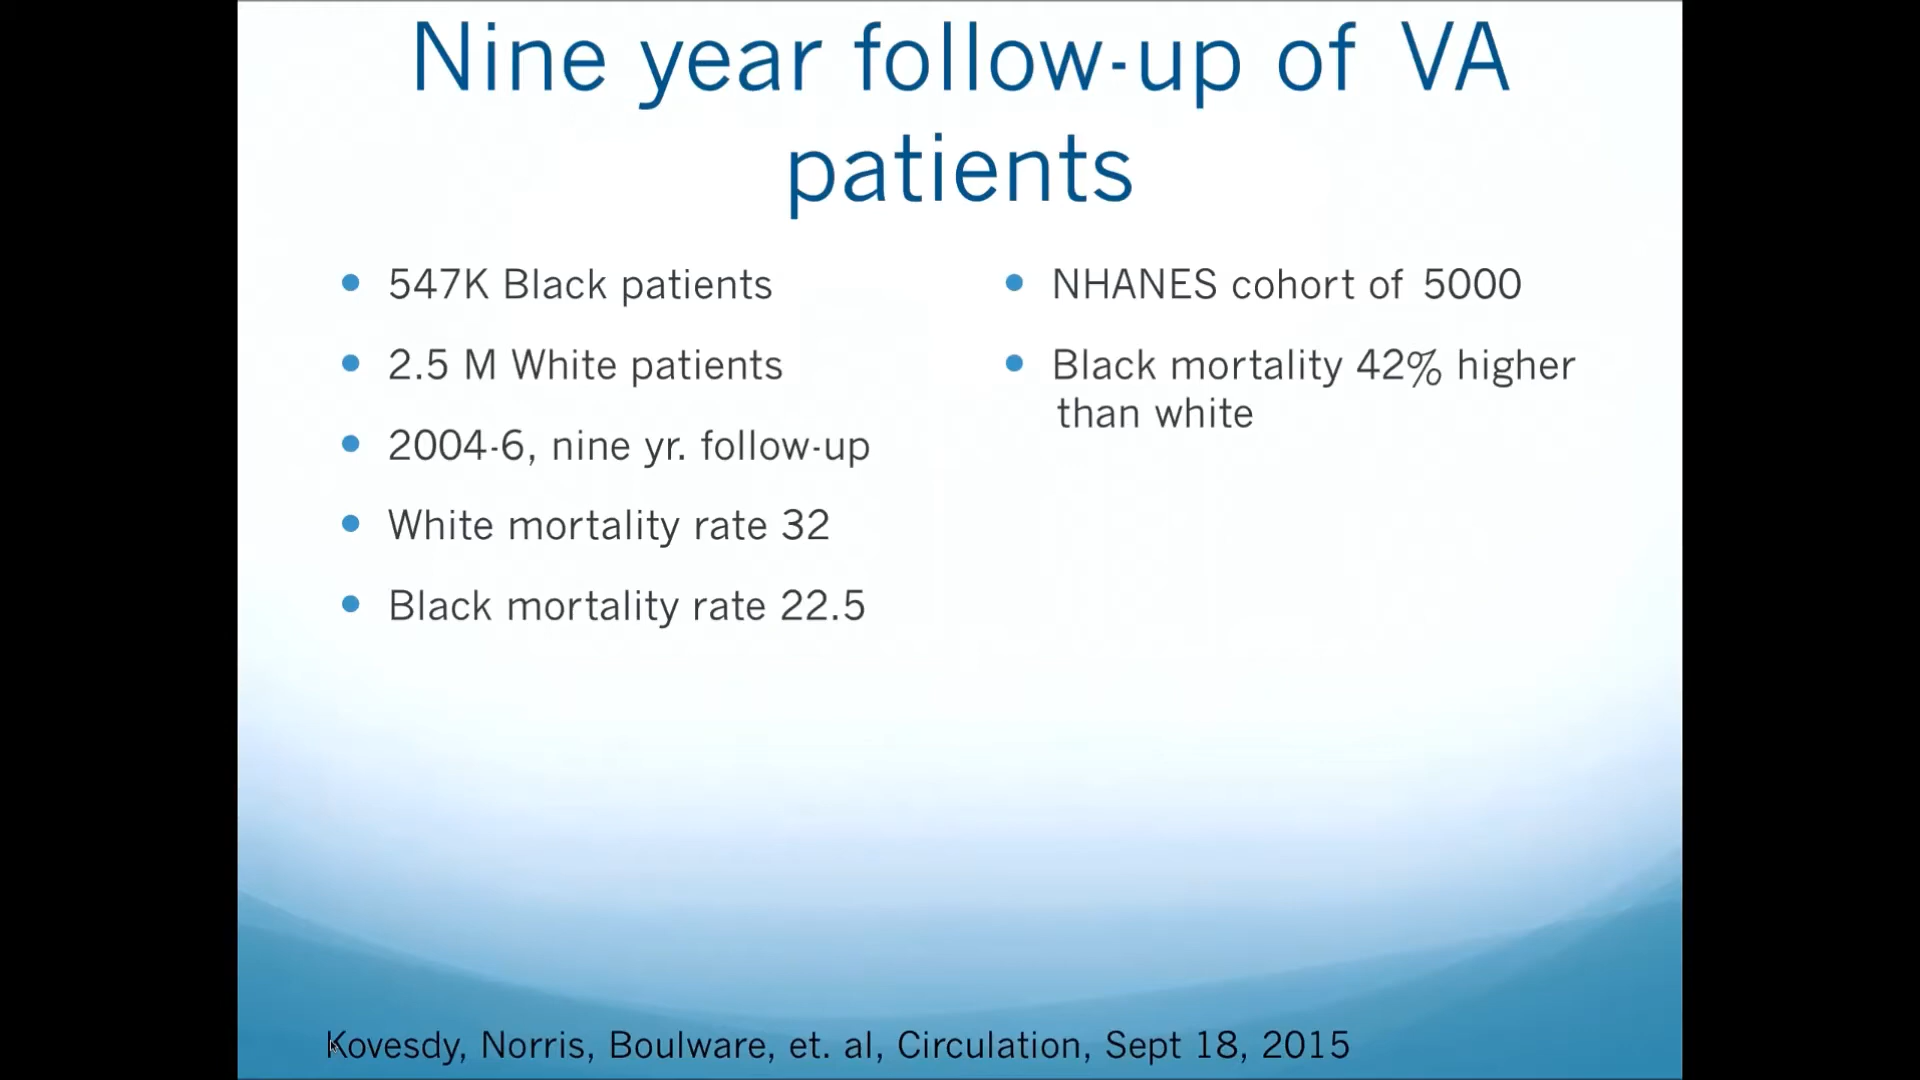 Nine year follow-up of VA
patients
547K Black patients
2.5 M White patients
2004-6, nine yr. follow-up
White mortality rate 32
Black mortality rate 22.5
NHANES cohort of 5000
Black mortality 42% higher
than white
Kovesdy, Norris, Boulware, et. al, Circulation, Sept 18, 2015